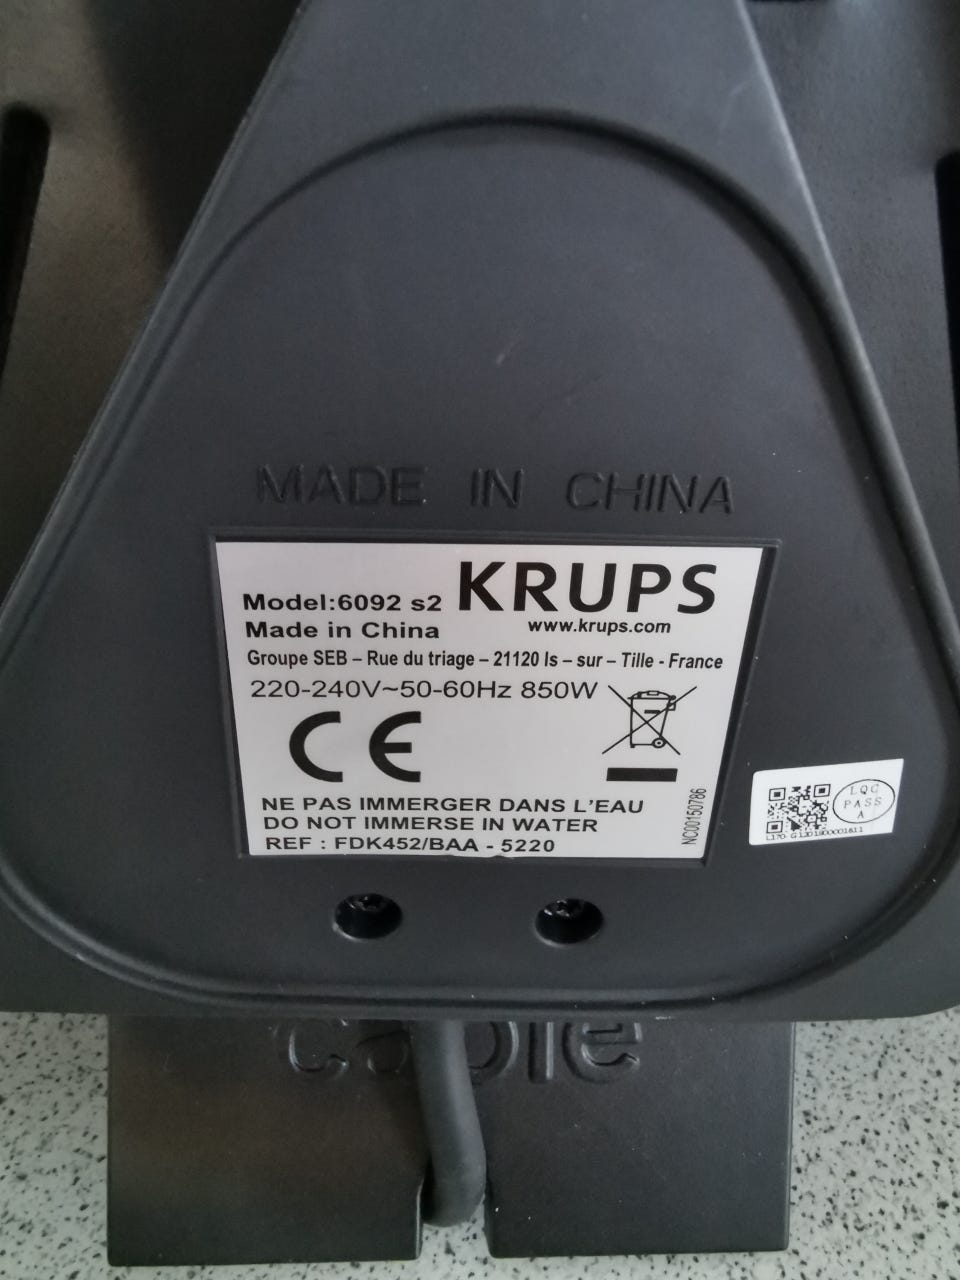 MADE IN CHINA
KRUPS
Model:6092 s2
www.krups.com
Made in China
Groupe SEB – Rue du triage – 21120 Is – sur – Tille - France
220-240V~50-60Hz 850W
CE
NE PAS IMMERGER DANS L'EAU
DO NOT IMMERSE IN WATER
REF : FDK452/BAA - 5220
NC00150786
LQC
PASS
A
cable